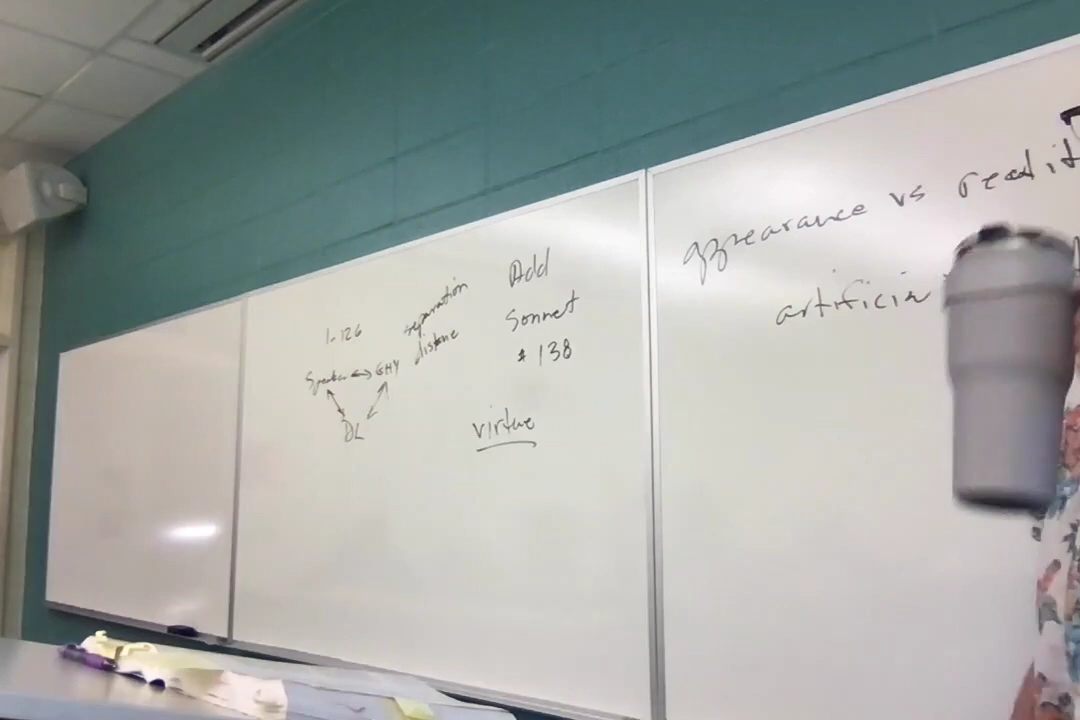 1-126
Speaker ↔ GHY
DL
separation
distance
Add
Sonnet
# 138
virtue
appearance vs realit
artificia